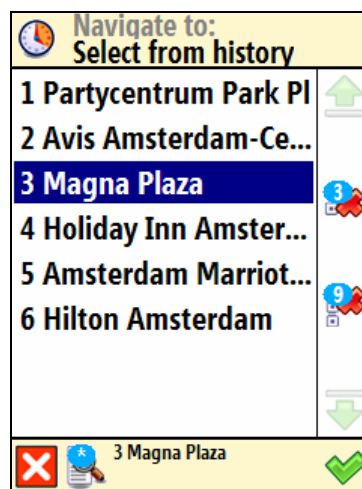 Navigate to:
Select from history
1 Partycentrum Park Pl
2 Avis Amsterdam-Ce...
3 Magna Plaza
3
4 Holiday Inn Amster...
5 Amsterdam Marriot...
9
6 Hilton Amsterdam
* 3 Magna Plaza